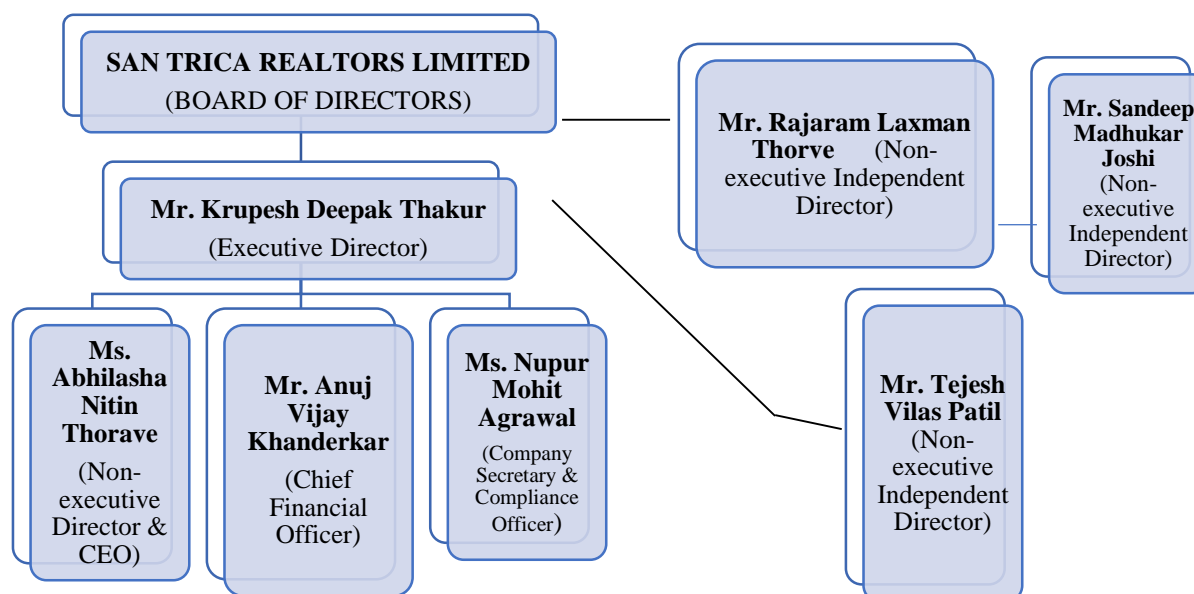 SAN TRICA REALTORS LIMITED
(BOARD OF DIRECTORS)
Mr. Krupesh Deepak Thakur
(Executive Director)
Ms.
Abhilasha
Nitin
Thorave
(Non-
executive
Director &
CEO)
Mr. Anuj
Vijay
Khanderkar
(Chief
Financial
Officer)
Ms. Nupur
Mohit
Agrawal
(Company
Secretary &
Compliance
Officer)
Mr. Rajaram Laxman
Thorve (Non-
executive Independent
Director)
Mr. Sandeep
Madhukar
Joshi
(Non-
executive
Independent
Director)
Mr. Tejesh
Vilas Patil
(Non-
executive
Independent
Director)